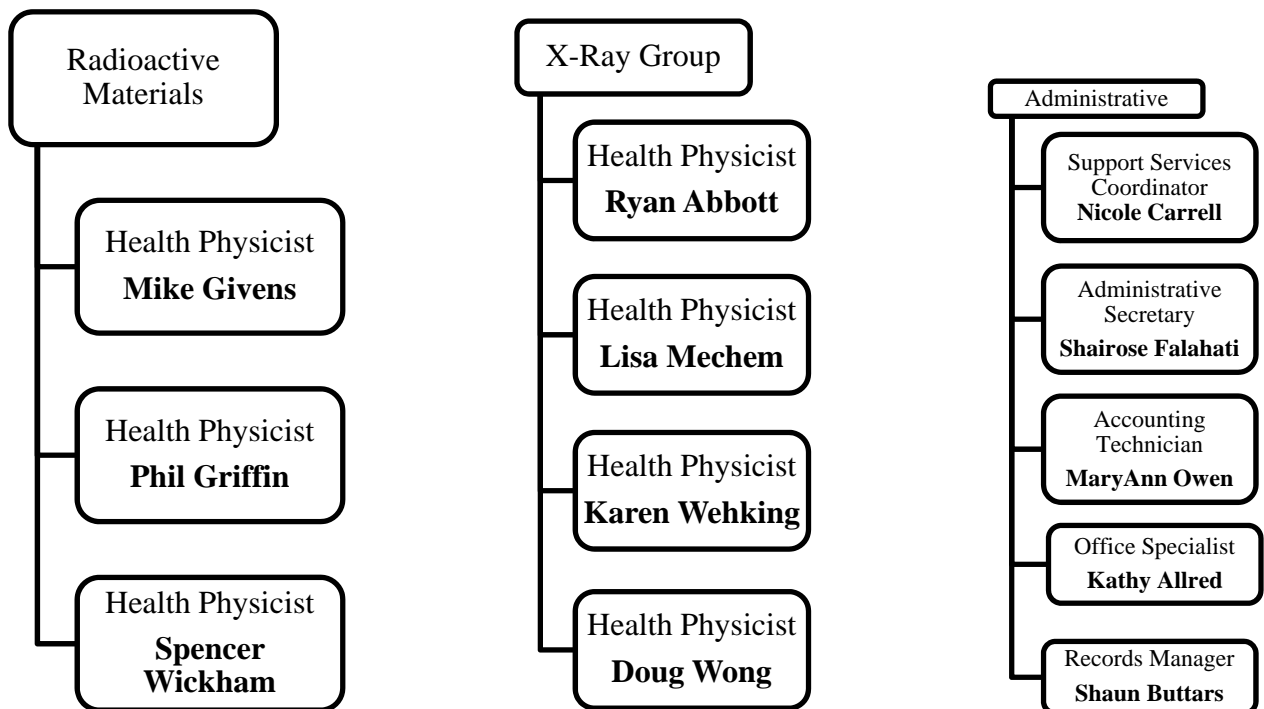 Radioactive
Materials
Health Physicist
Mike Givens
Health Physicist
Phil Griffin
Health Physicist
Spencer
Wickham
X-Ray Group
Health Physicist
Ryan Abbott
Health Physicist
Lisa Mechem
Health Physicist
Karen Wehking
Health Physicist
Doug Wong
Administrative
Support Services
Coordinator
Nicole Carrell
Administrative
Secretary
Shairose Falahati
Accounting
Technician
MaryAnn Owen
Office Specialist
Kathy Allred
Records Manager
Shaun Buttars